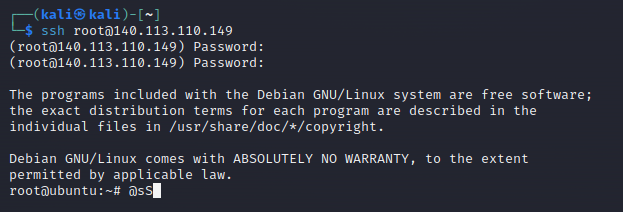 ┌──(kali㉿kali)-[~]
└─$ ssh root@140.113.110.149
(root@140.113.110.149) Password:
(root@140.113.110.149) Password:

The programs included with the Debian GNU/Linux system are free software;
the exact distribution terms for each program are described in the
individual files in /usr/share/doc/*/copyright.

Debian GNU/Linux comes with ABSOLUTELY NO WARRANTY, to the extent
permitted by applicable law.
root@ubuntu:~# @sS